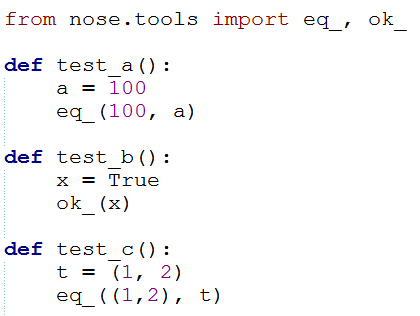 from nose.tools import eq_, ok_
def test_a():
    a = 100
    eq_(100, a)
def test_b():
    x = True
    ok_(x)
def test_c():
    t = (1, 2)
    eq_((1,2), t)